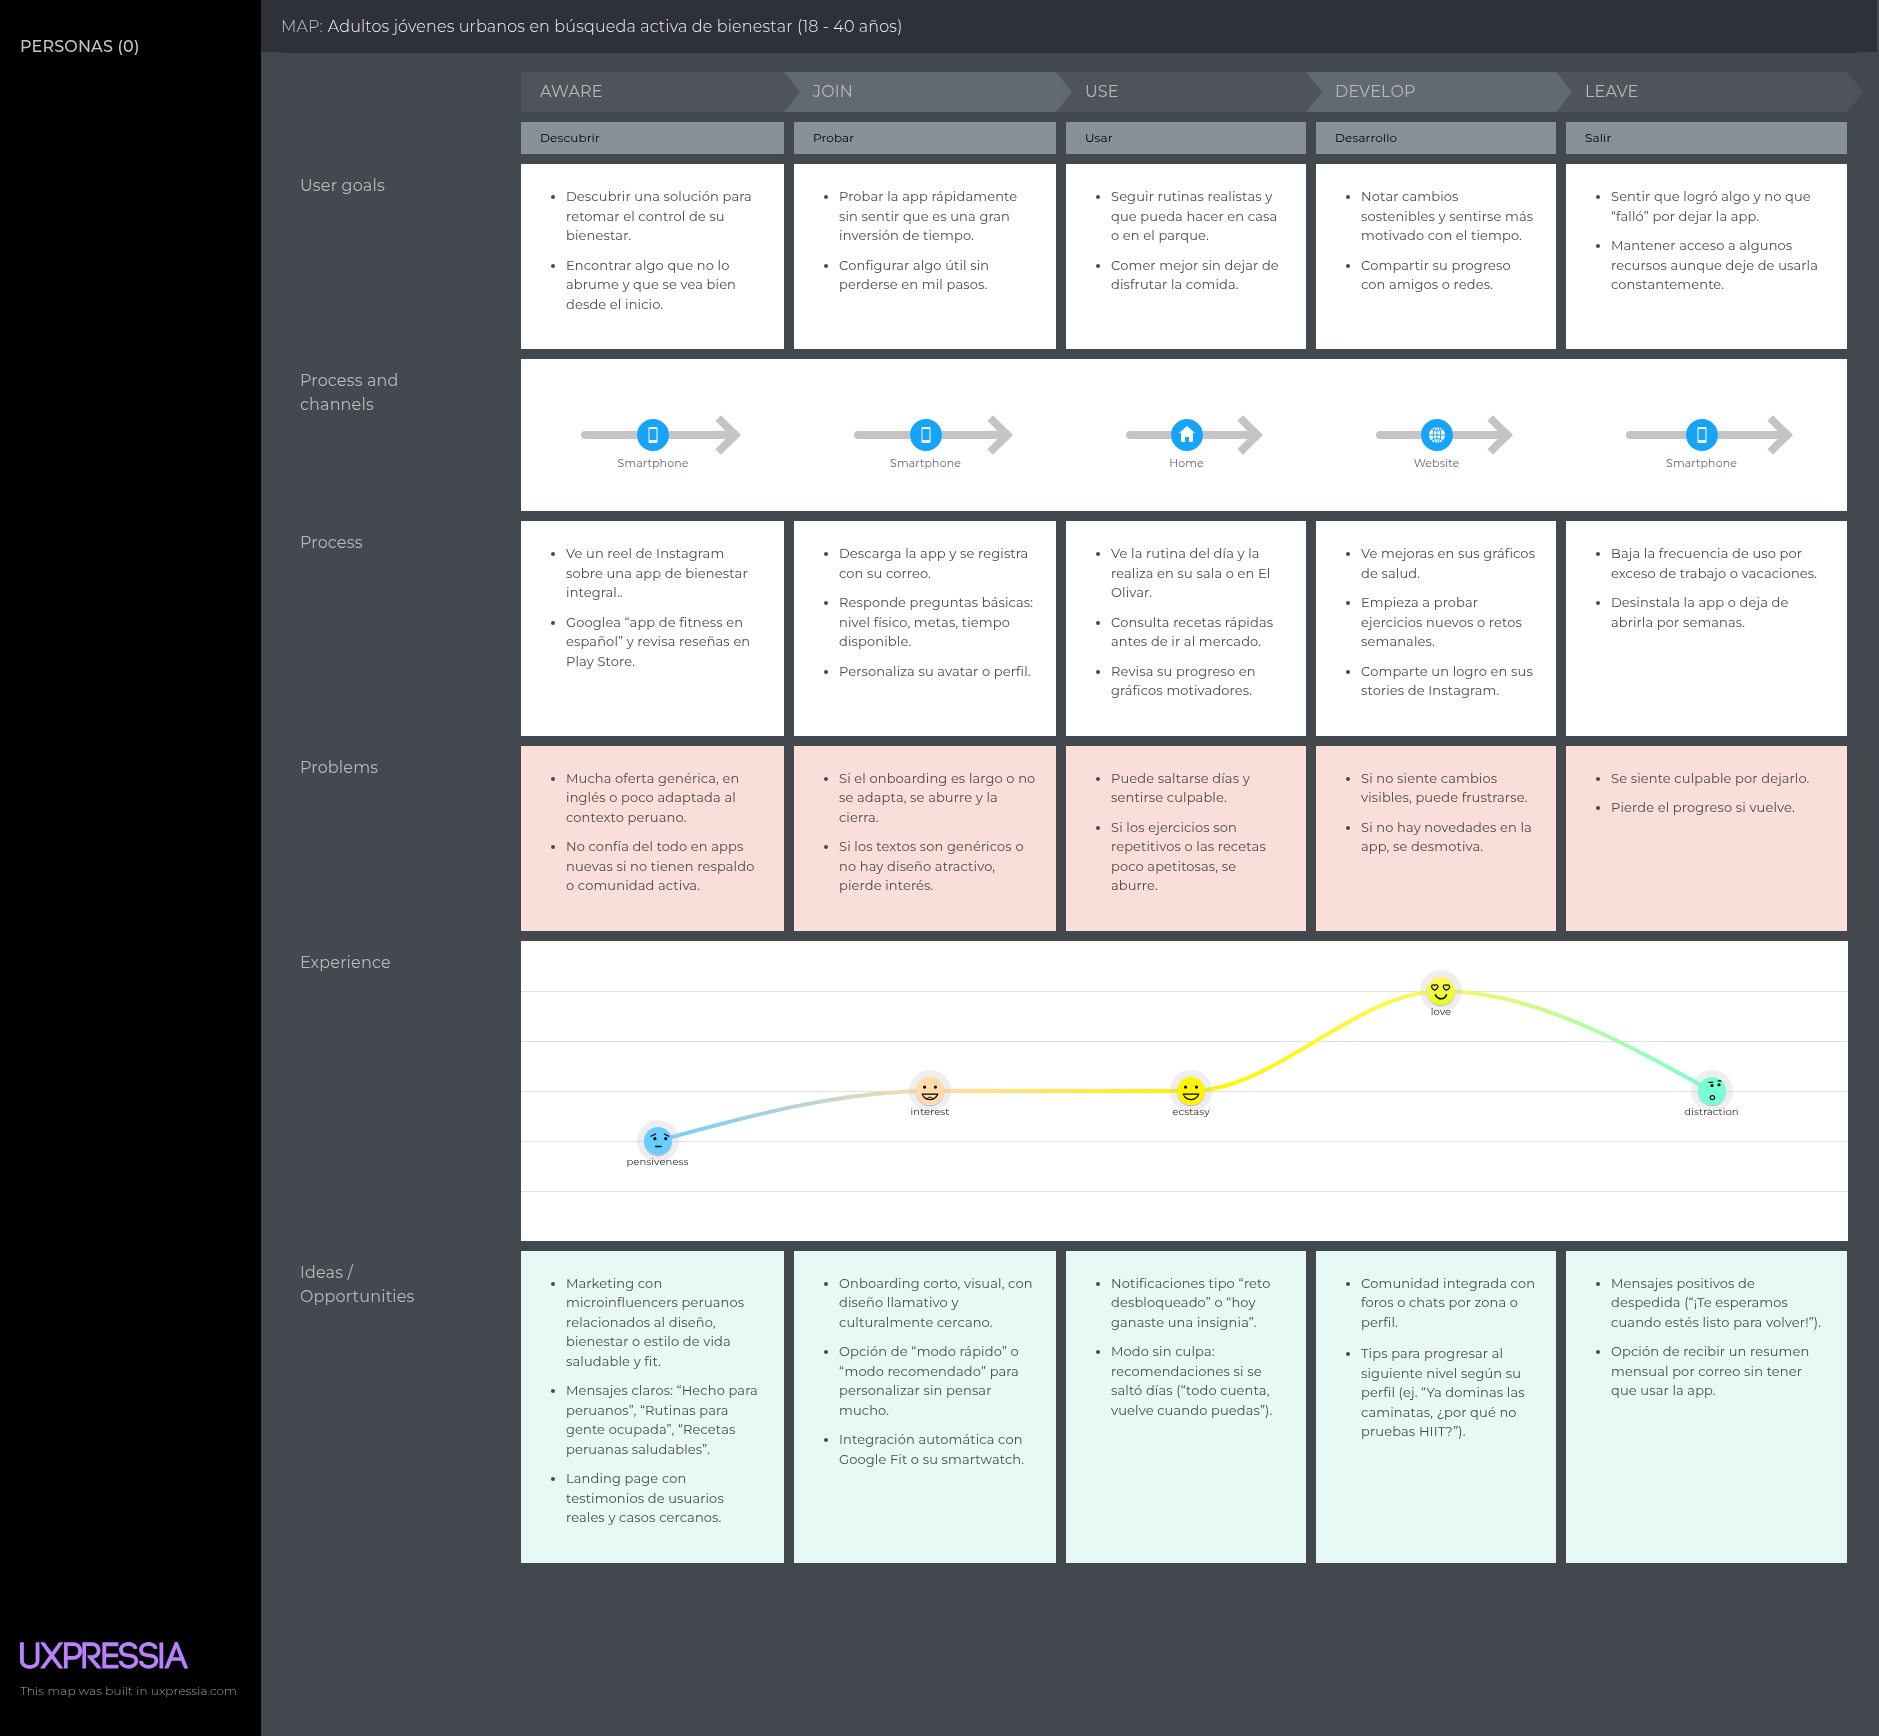 PERSONAS (0)
MAP: Adultos jóvenes urbanos en búsqueda activa de bienestar (18 - 40 años)
AWARE
JOIN
USE
DEVELOP
LEAVE
Descubrir
Probar
Usar
Desarrollo
Salir
User goals
• Descubrir una solución para
retomar el control de su
bienestar.
• Encontrar algo que no lo
abrume y que se vea bien
desde el inicio.
• Probar la app rápidamente
sin sentir que es una gran
inversión de tiempo.
• Configurar algo útil sin
perderse en mil pasos.
• Seguir rutinas realistas y
que pueda hacer en casa
o en el parque.
• Comer mejor sin dejar de
disfrutar la comida.
• Notar cambios
sostenibles y sentirse más
motivado con el tiempo.
• Compartir su progreso
con amigos o redes.
• Sentir que logró algo y no que
“falló” por dejar la app.
• Mantener acceso a algunos
recursos aunque deje de usarla
constantemente.
Process and
channels
Smartphone
Smartphone
Home
Website
Smartphone
Process
• Ve un reel de Instagram
sobre una app de bienestar
integral..
• Googlea “app de fitness en
español” y revisa reseñas en
Play Store.
• Descarga la app y se registra
con su correo.
• Responde preguntas básicas:
nivel físico, metas, tiempo
disponible.
• Personaliza su avatar o perfil.
• Ve la rutina del día y la
realiza en su sala o en El
Olivar.
• Consulta recetas rápidas
antes de ir al mercado.
• Revisa su progreso en
gráficos motivadores.
• Ve mejoras en sus gráficos
de salud.
• Empieza a probar
ejercicios nuevos o retos
semanales.
• Comparte un logro en sus
stories de Instagram.
• Baja la frecuencia de uso por
exceso de trabajo o vacaciones.
• Desinstala la app o deja de
abrirla por semanas.
Problems
• Mucha oferta genérica, en
inglés o poco adaptada al
contexto peruano.
• No confía del todo en apps
nuevas si no tienen respaldo
o comunidad activa.
• Si el onboarding es largo o no
se adapta, se aburre y la
cierra.
• Si los textos son genéricos o
no hay diseño atractivo,
pierde interés.
• Puede saltarse días y
sentirse culpable.
• Si los ejercicios son
repetitivos o las recetas
poco apetitosas, se
aburre.
• Si no siente cambios
visibles, puede frustrarse.
• Si no hay novedades en la
app, se desmotiva.
• Se siente culpable por dejarlo.
• Pierde el progreso si vuelve.
Experience
pensiveness
interest
ecstasy
love
distraction
Ideas /
Opportunities
• Marketing con
microinfluencers peruanos
relacionados al diseño,
bienestar o estilo de vida
saludable y fit.
• Mensajes claros: “Hecho para
peruanos”, “Rutinas para
gente ocupada”, “Recetas
peruanas saludables”.
• Landing page con
testimonios de usuarios
reales y casos cercanos.
• Onboarding corto, visual, con
diseño llamativo y
culturalmente cercano.
• Opción de “modo rápido” o
“modo recomendado” para
personalizar sin pensar
mucho.
• Integración automática con
Google Fit o su smartwatch.
• Notificaciones tipo “reto
desbloqueado” o “hoy
ganaste una insignia”.
• Modo sin culpa:
recomendaciones si se
saltó días (“todo cuenta,
vuelve cuando puedas”).
• Comunidad integrada con
foros o chats por zona o
perfil.
• Tips para progresar al
siguiente nivel según su
perfil (ej. “Ya dominas las
caminatas, ¿por qué no
pruebas HIIT?”).
• Mensajes positivos de
despedida (“¡Te esperamos
cuando estés listo para volver!”).
• Opción de recibir un resumen
mensual por correo sin tener
que usar la app.
UXPRESSIA
This map was built in uxpressia.com